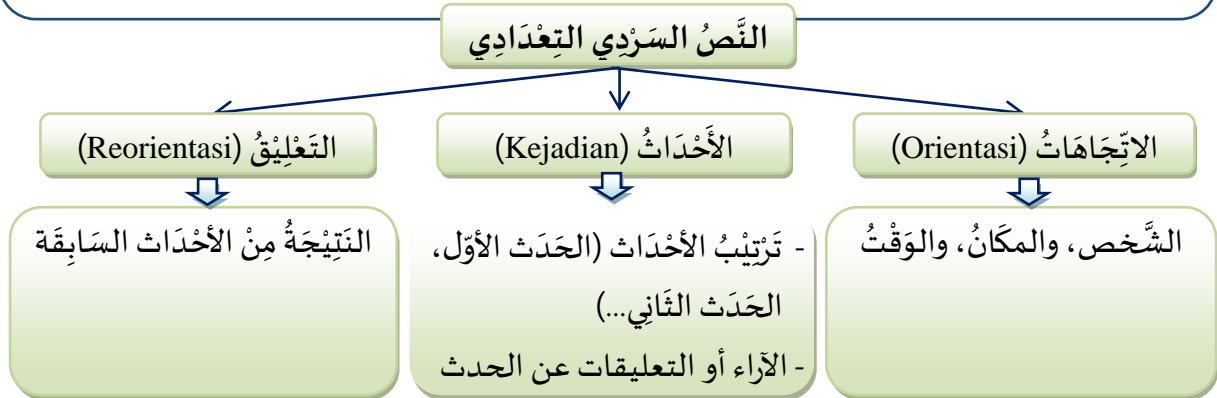 النَّصُ السَرْدِي التِعْدَادِي
الاتِّجَاهَاتُ (Orientasi)
الأَحْدَاثُ (Kejadian)
التَعْلِيْقُ (Reorientasi)
الشَّخص، والمكَانُ، والوَقْتُ
- تَرْتِيْبُ الأحْدَاث (الحَدَث الأوّل،
الحَدَث الثَانِي...)
- الآراء أو التعليقات عن الحدث
النَتِيْجَةُ مِنْ الأحْدَاث السَابِقَة